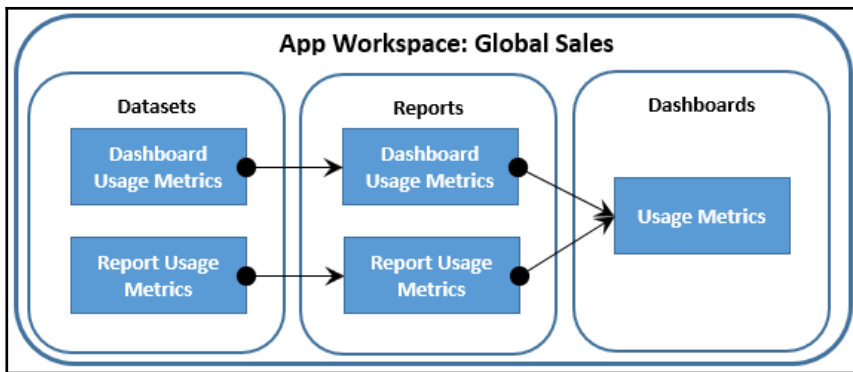 App Workspace: Global Sales
Datasets
Reports
Dashboards
Dashboard
Usage Metrics
Dashboard
Usage Metrics
Usage Metrics
Report Usage
Metrics
Report Usage
Metrics